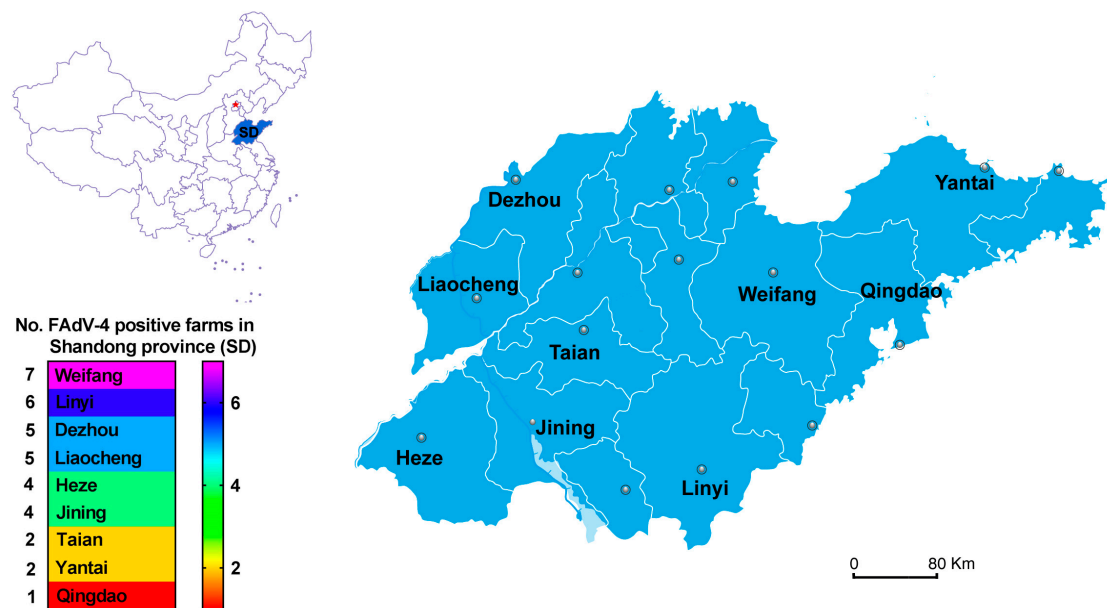 SD
No. FAdV-4 positive farms in
Shandong province (SD)
7 Weifang
6 Linyi
5 Dezhou
5 Liaocheng
4 Heze
4 Jining
2 Taian
2 Yantai
1 Qingdao
6
4
2
Dezhou
Yantai
Liaocheng
Weifang
Qingdao
Taian
Jining
Heze
Linyi
0 80 Km